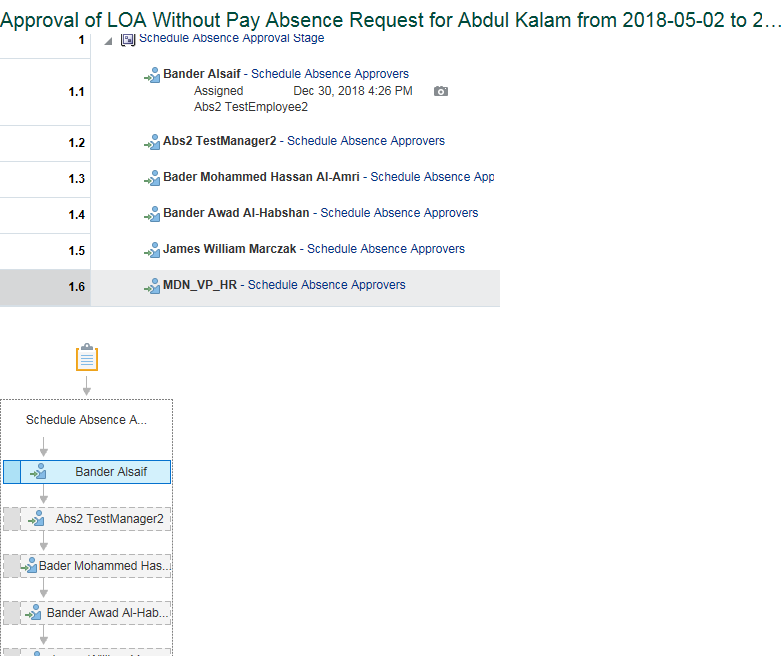 Approval of LOA Without Pay Absence Request for Abdul Kalam from 2018-05-02 to 2...
1 Schedule Absence Approval Stage
1.1 Bander Alsaif - Schedule Absence Approvers
Assigned Dec 30, 2018 4:26 PM
Abs2 TestEmployee2
1.2 Abs2 TestManager2 - Schedule Absence Approvers
1.3 Bader Mohammed Hassan Al-Amri - Schedule Absence App
1.4 Bander Awad Al-Habshan - Schedule Absence Approvers
1.5 James William Marczak - Schedule Absence Approvers
1.6 MDN_VP_HR - Schedule Absence Approvers
Schedule Absence A...
Bander Alsaif
Abs2 TestManager2
Bader Mohammed Has...
Bander Awad Al-Hab...